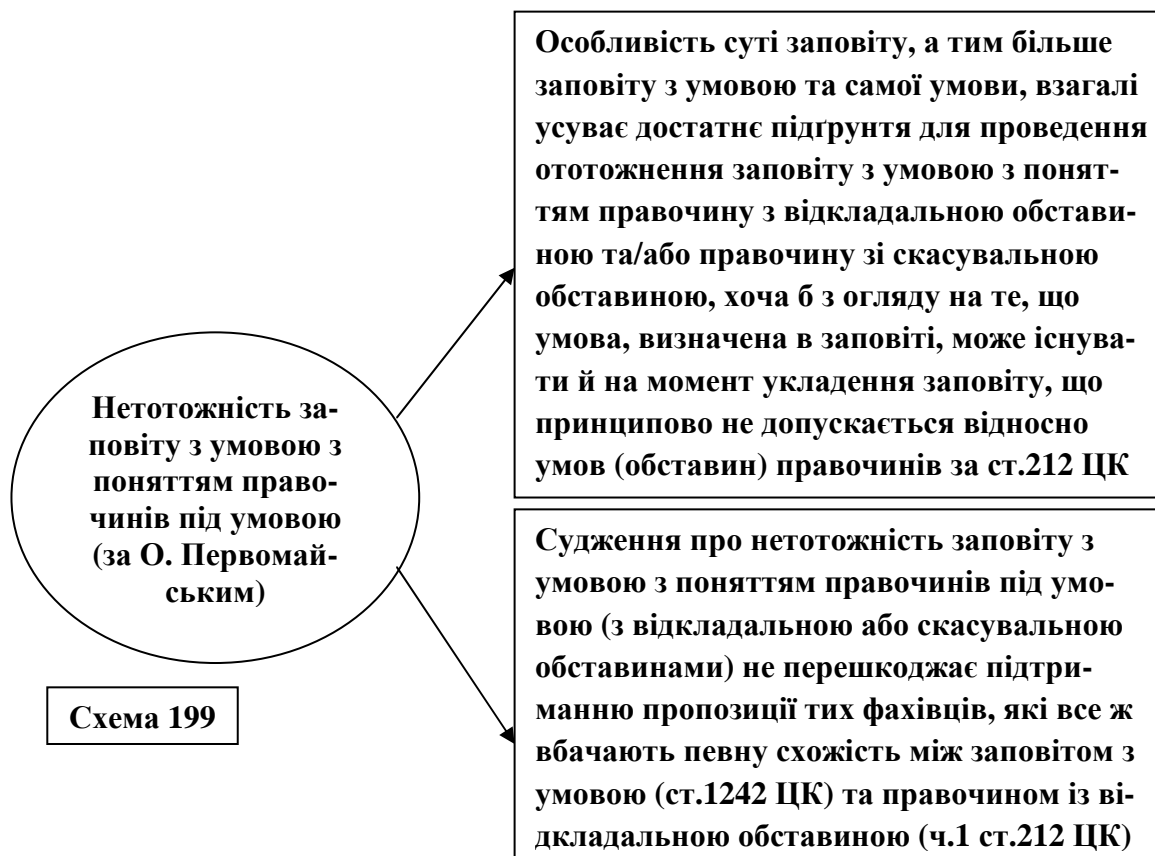 Особливість суті заповіту, а тим більше
заповіту з умовою та самої умови, взагалі
усуває достатнє підґрунтя для проведення
ототожнення заповіту з умовою з понят-
тям правочину з відкладальною обстави-
ною та/або правочину зі скасувальною
обставиною, хоча б з огляду на те, що
умова, визначена в заповіті, може існува-
ти й на момент укладення заповіту, що
принципово не допускається відносно
умов (обставин) правочинів за ст.212 ЦК
Нетотожність за-
повіту з умовою з
поняттям право-
чинів під умовою
(за О. Первомай-
ським)
Судження про нетотожність заповіту з
умовою з поняттям правочинів під умо-
вою (з відкладальною або скасувальною
обставинами) не перешкоджає підтри-
манню пропозиції тих фахівців, які все ж
вбачають певну схожість між заповітом з
умовою (ст.1242 ЦК) та правочином із ві-
дкладальною обставиною (ч.1 ст.212 ЦК)
Схема 199